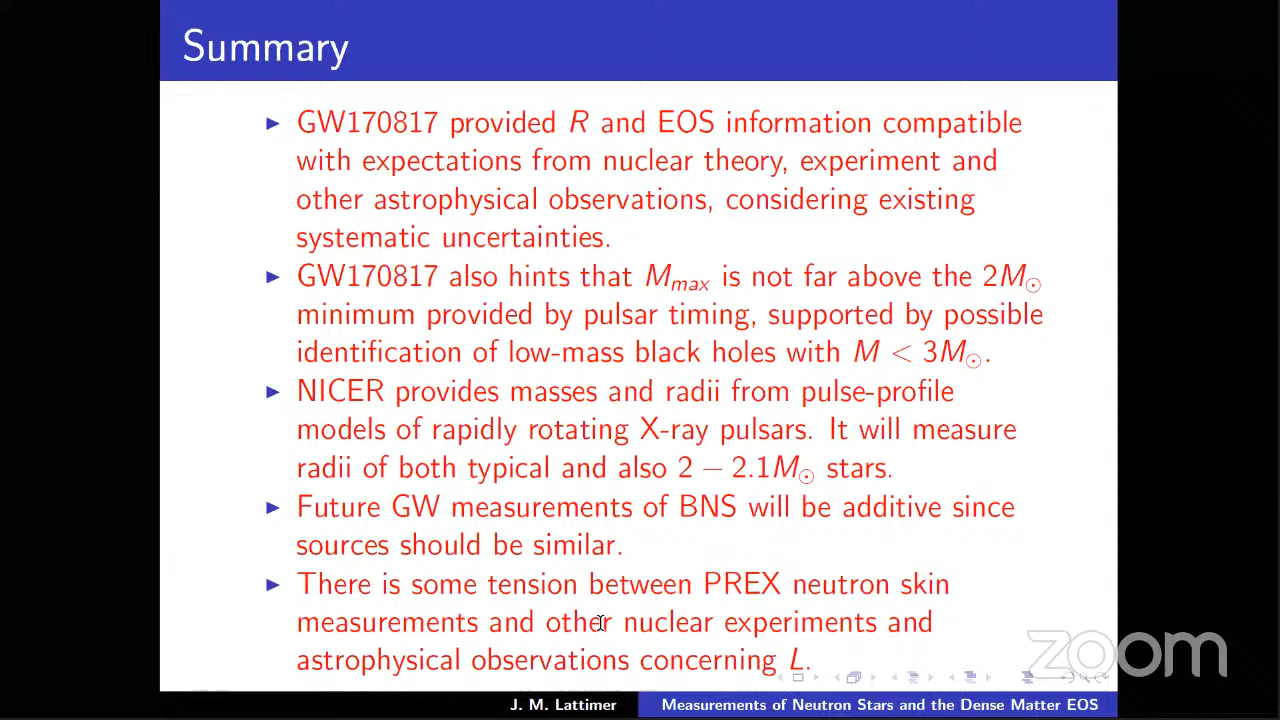 Summary
▶ GW170817 provided R and EOS information compatible
with expectations from nuclear theory, experiment and
other astrophysical observations, considering existing
systematic uncertainties.
▶ GW170817 also hints that M_max is not far above the 2M_⊙
minimum provided by pulsar timing, supported by possible
identification of low-mass black holes with M < 3M_⊙.
▶ NICER provides masses and radii from pulse-profile
models of rapidly rotating X-ray pulsars. It will measure
radii of both typical and also 2 − 2.1M_⊙ stars.
▶ Future GW measurements of BNS will be additive since
sources should be similar.
▶ There is some tension between PREX neutron skin
measurements and other nuclear experiments and
astrophysical observations concerning L.
zoom
J. M. Lattimer Measurements of Neutron Stars and the Dense Matter EOS